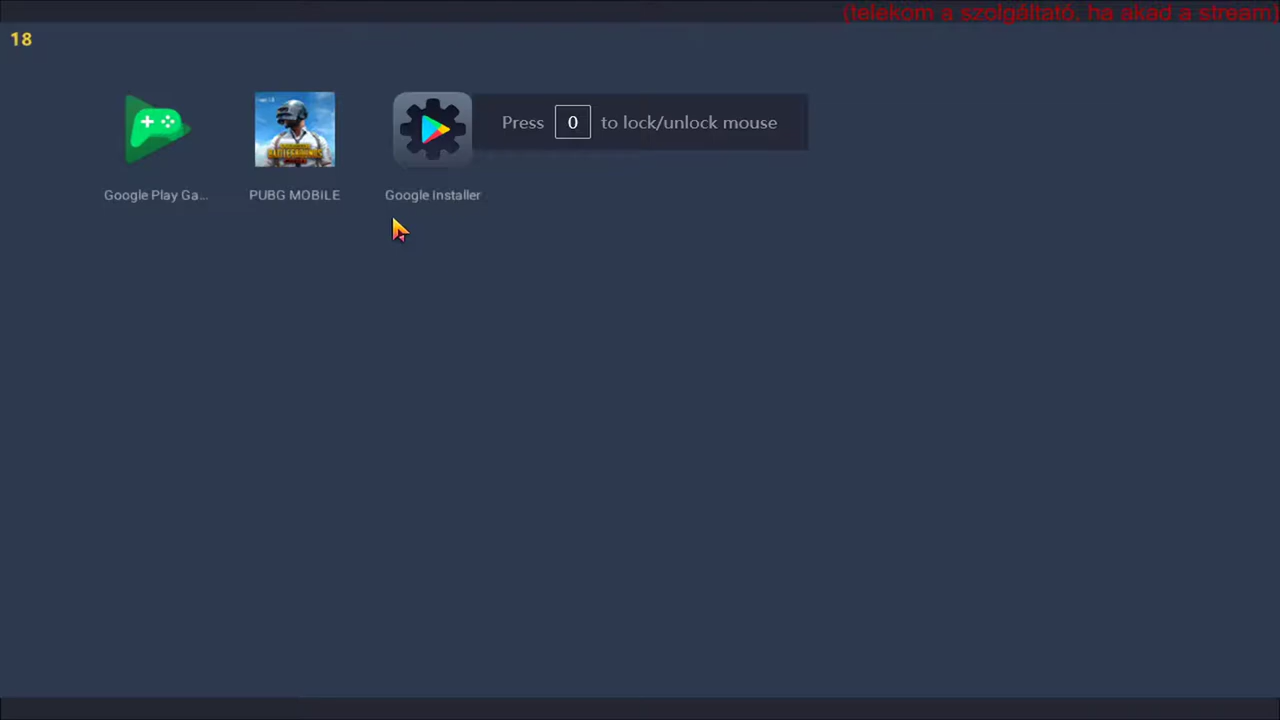 (telekom a szolgáltató, ha akad a stream)
18
Press 0 to lock/unlock mouse
Google Play Ga...
PUBG MOBILE
Google Installer